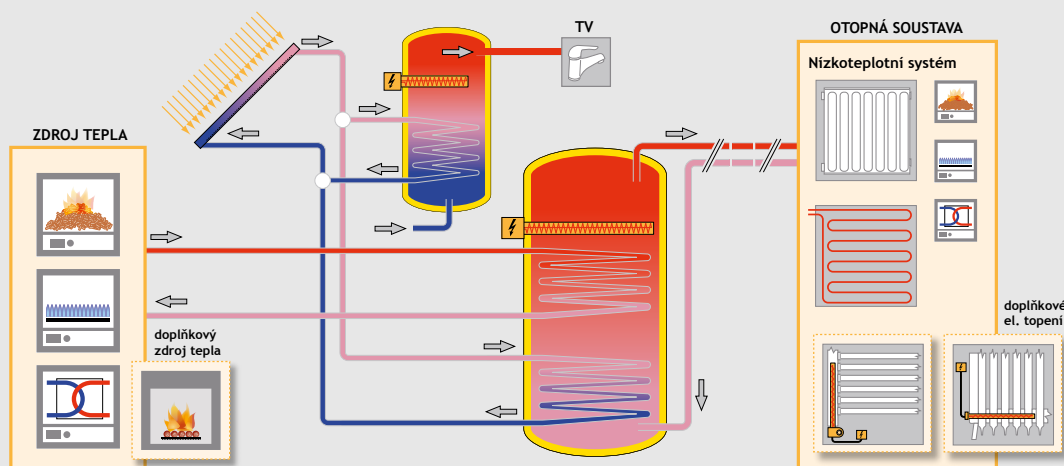 TV
OTOPNÁ SOUSTAVA
Nízkoteplotní systém
ZDROJ TEPLA
doplňkový
zdroj tepla
doplňkové
el. topení